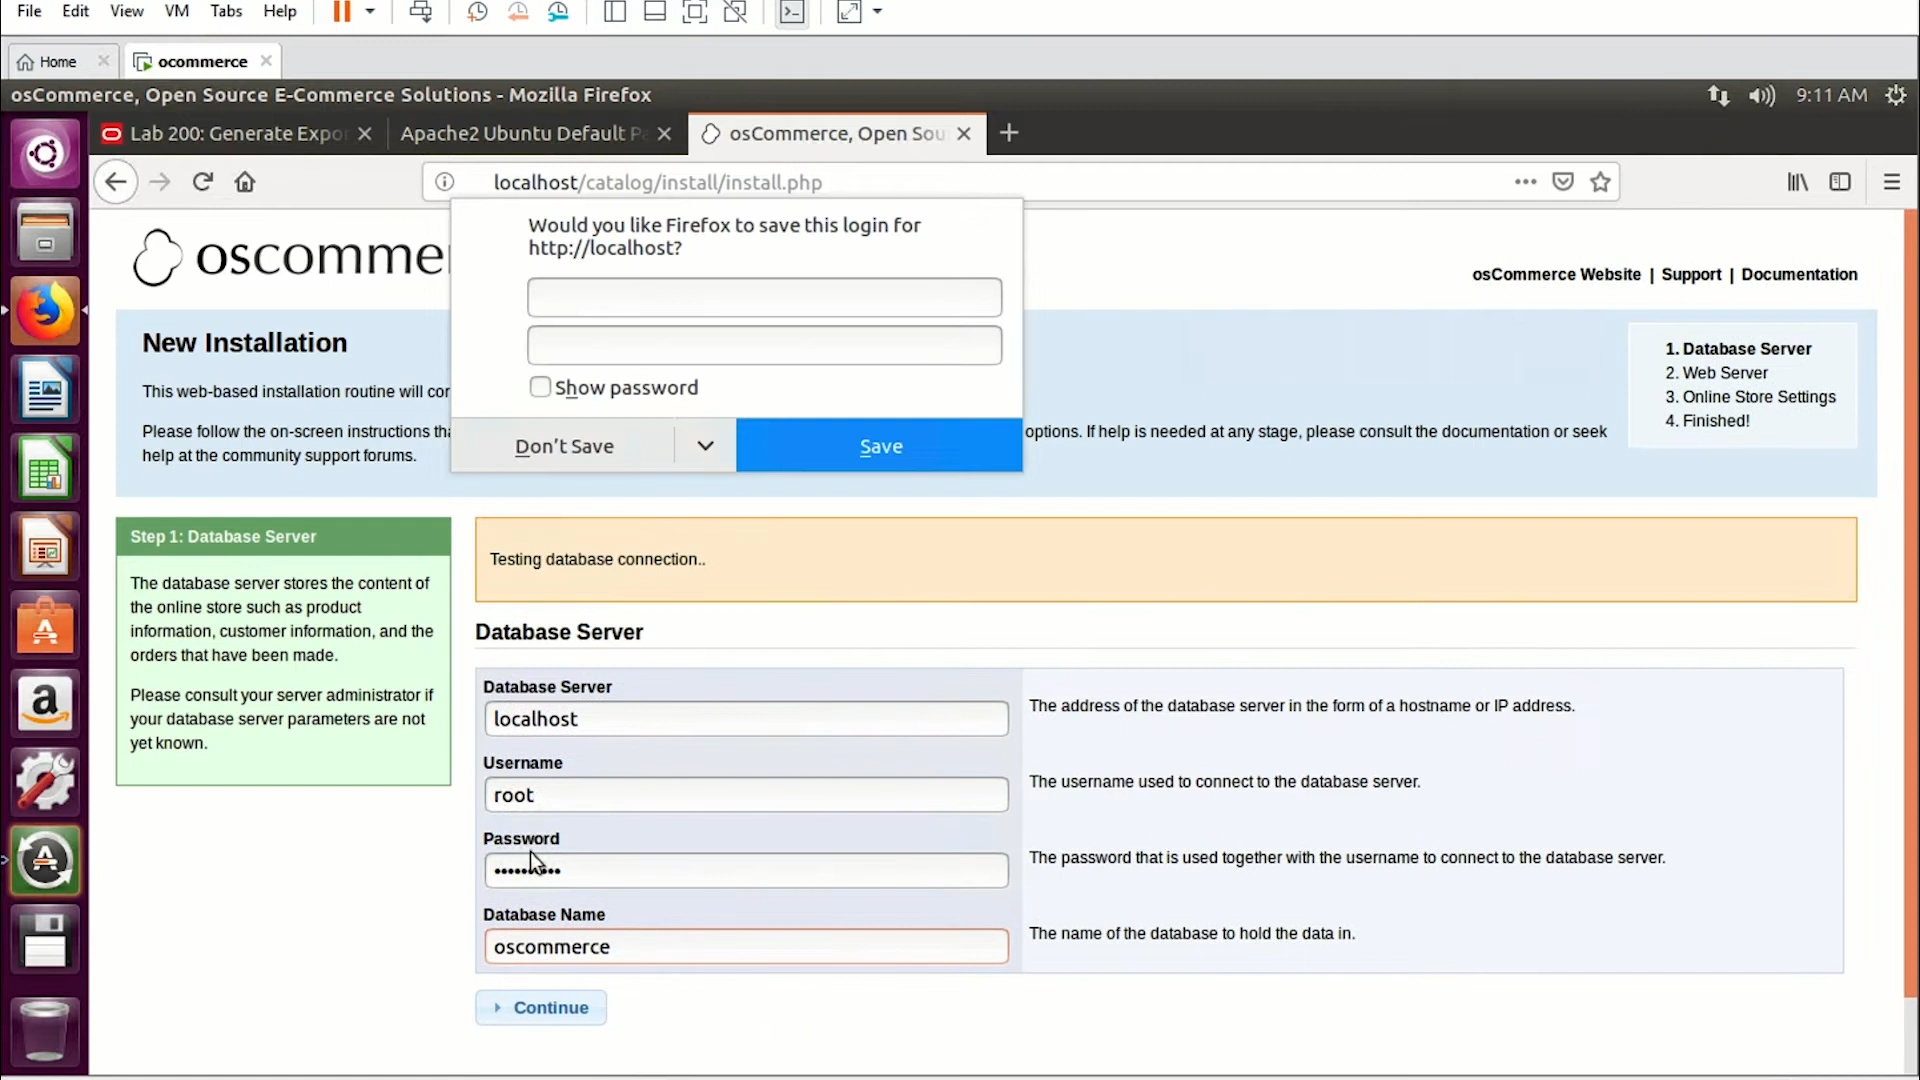 File Edit View VM Tabs Help
Home
ocommerce
osCommerce, Open Source E-Commerce Solutions - Mozilla Firefox
9:11 AM
Lab 200: Generate Expo
Apache2 Ubuntu Default Pa
osCommerce, Open Sou
localhost/catalog/install/install.php
Would you like Firefox to save this login for
http://localhost?
Show password
Don't Save
Save
oscomme
osCommerce Website | Support | Documentation
New Installation
This web-based installation routine will cor
Please follow the on-screen instructions tha
options. If help is needed at any stage, please consult the documentation or seek
help at the community support forums.
1. Database Server
2. Web Server
3. Online Store Settings
4. Finished!
Step 1: Database Server
The database server stores the content of
the online store such as product
information, customer information, and the
orders that have been made.
Please consult your server administrator if
your database server parameters are not
yet known.
Testing database connection..
Database Server
Database Server
localhost
The address of the database server in the form of a hostname or IP address.
Username
root
The username used to connect to the database server.
Password
The password that is used together with the username to connect to the database server.
Database Name
oscommerce
The name of the database to hold the data in.
Continue